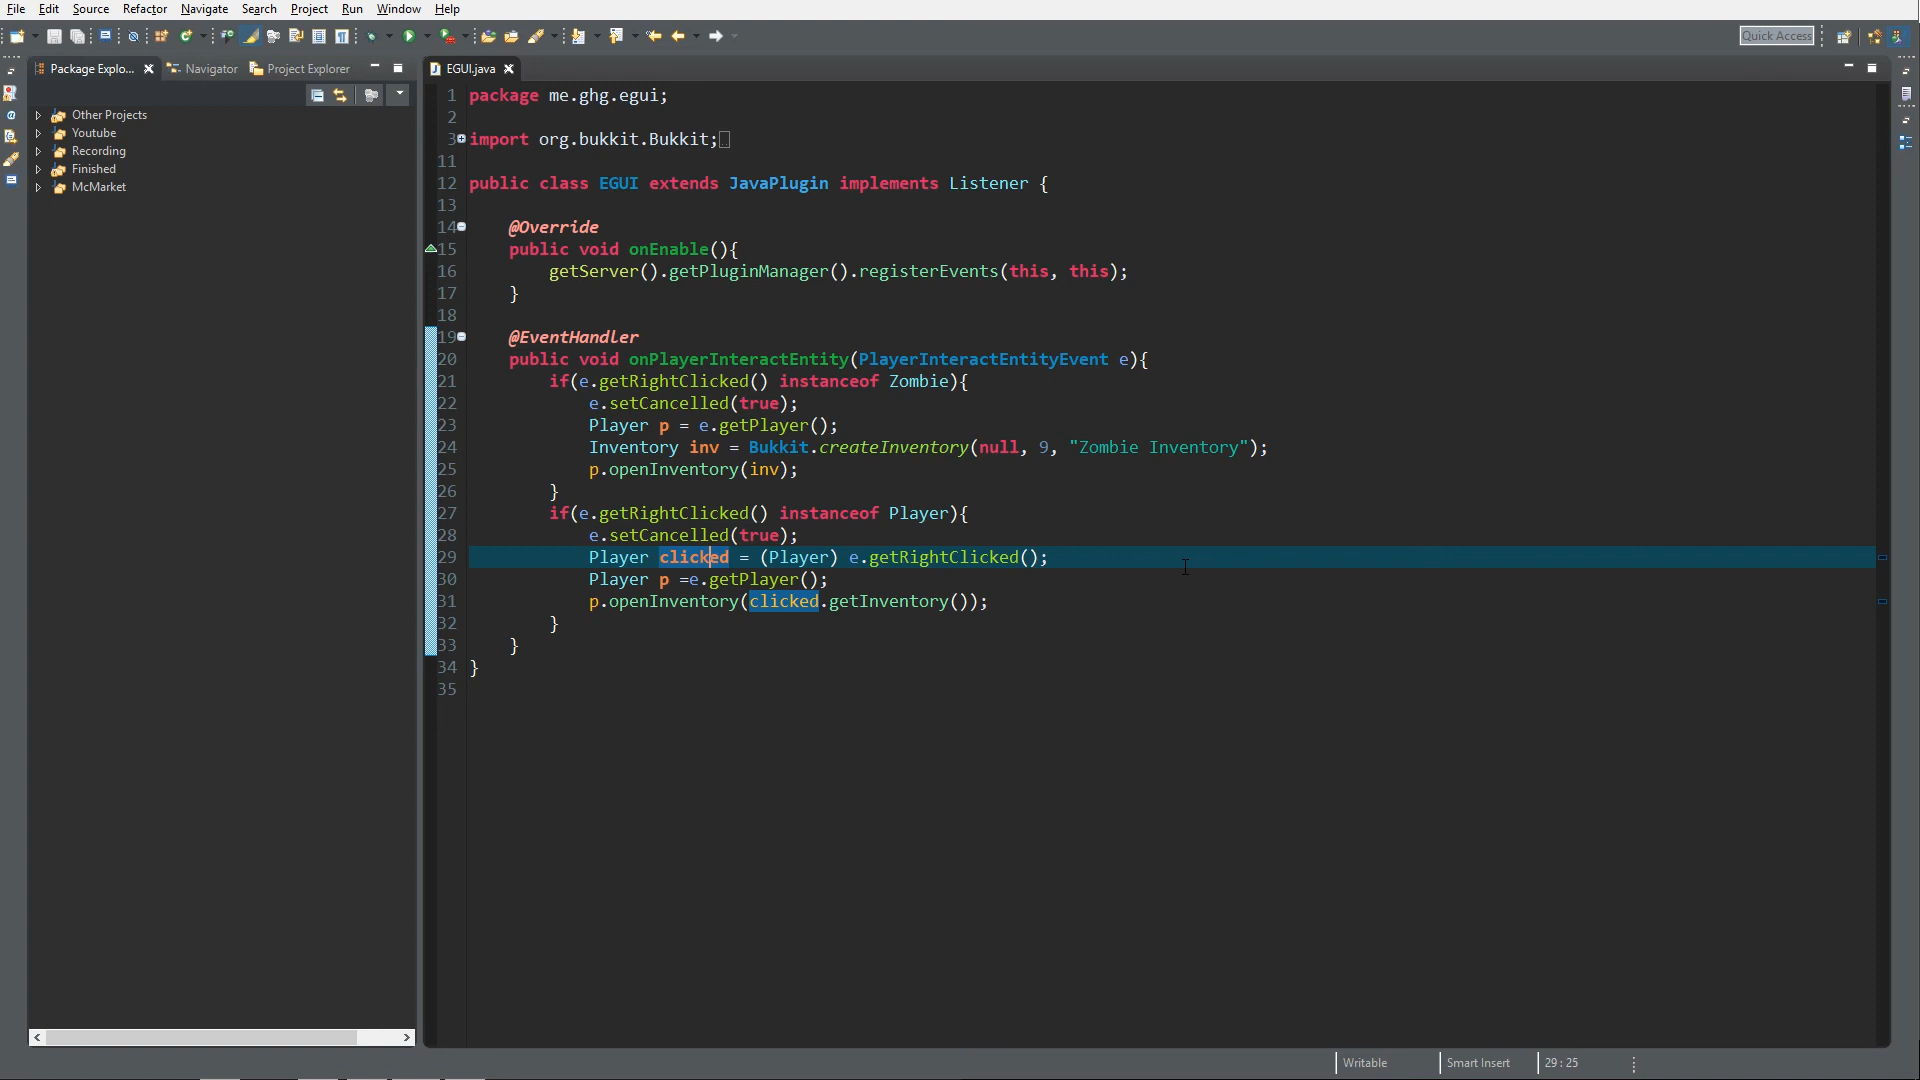 File Edit Source Refactor Navigate Search Project Run Window Help
Quick Access
Package Explo... Navigator Project Explorer
EGUI.java
Other Projects
Youtube
Recording
Finished
McMarket
1 package me.ghg.egui;
2
3 import org.bukkit.Bukkit;
11
12 public class EGUI extends JavaPlugin implements Listener {
13
14 @Override
15 public void onEnable(){
16 getServer().getPluginManager().registerEvents(this, this);
17 }
18
19 @EventHandler
20 public void onPlayerInteractEntity(PlayerInteractEntityEvent e){
21 if(e.getRightClicked() instanceof Zombie){
22 e.setCancelled(true);
23 Player p = e.getPlayer();
24 Inventory inv = Bukkit.createInventory(null, 9, "Zombie Inventory");
25 p.openInventory(inv);
26 }
27 if(e.getRightClicked() instanceof Player){
28 e.setCancelled(true);
29 Player clicked = (Player) e.getRightClicked();
30 Player p =e.getPlayer();
31 p.openInventory(clicked.getInventory());
32 }
33 }
34 }
35
Writable Smart Insert 29 : 25